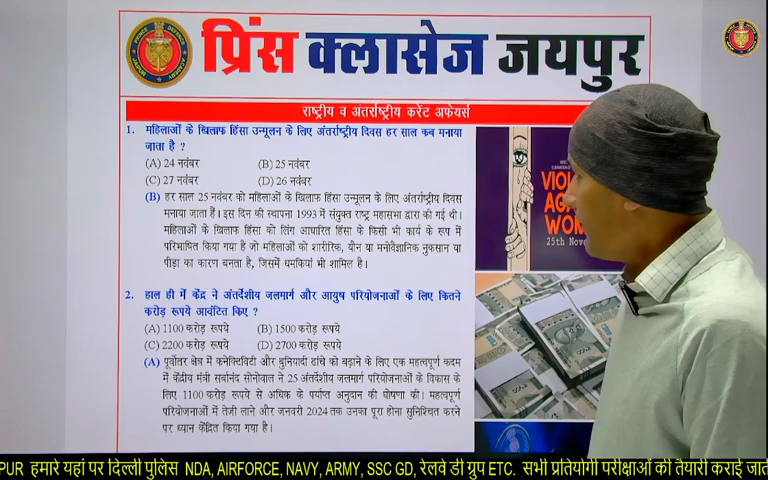 प्रिंस क्लासेज जयपुर
राष्ट्रीय व अंतर्राष्ट्रीय करेंट अफेयर्स
1. महिलाओं के खिलाफ हिंसा उन्मूलन के लिए अंतर्राष्ट्रीय दिवस हर साल कब मनाया
जाता है ?
(A) 24 नवंबर (B) 25 नवंबर
(C) 27 नवंबर (D) 26 नवंबर
(B) हर साल 25 नवंबर को महिलाओं के खिलाफ हिंसा उन्मूलन के लिए अंतर्राष्ट्रीय दिवस
मनाया जाता हैं। इस दिन की स्थापना 1993 में संयुक्त राष्ट्र महासभा द्वारा की गई थी।
महिलाओं के खिलाफ हिंसा को लिंग आधारित हिंसा के किसी भी कार्य के रूप में
परिभाषित किया गया है जो महिलाओं को शारीरिक, यौन या मनोवैज्ञानिक नुकसान या
पीड़ा का कारण बनता है, जिसमें धमकियां भी शामिल है।
25th Nove
2. हाल ही में केंद्र ने अंतर्देशीय जलमार्ग और आयुष परियोजनाओं के लिए कितने
करोड़ रूपये आवंटित किए ?
(A) 1100 करोड़ रूपये (B) 1500 करोड़ रूपये
(C) 2200 करोड़ रूपये (D) 2700 करोड़ रूपये
(A) पूर्वोतर क्षेत्र में कनेक्टिविटी और बुनियादी ढांचे को बढ़ाने के लिए एक महत्वपूर्ण कदम
में केंद्रीय मंत्री सर्बानंद सोनोवाल ने 25 अंतर्देशीय जलमार्ग परियोजनाओं के विकास के
लिए 1100 करोड़ रूपये से अधिक के पर्याप्त अनुदान की घोषणा की। महत्वपूर्ण
परियोजनाओं में तेजी लाने और जनवरी 2024 तक उनका पूरा होना सुनिश्चित करने
पर ध्यान केंद्रित किया गया है।
PUR हमारे यहां पर दिल्ली पुलिस NDA, AIRFORCE, NAVY, ARMY, SSC GD, रेलवे डी ग्रुप ETC. सभी प्रतियोगी परीक्षाओं की तैयारी कराई जात